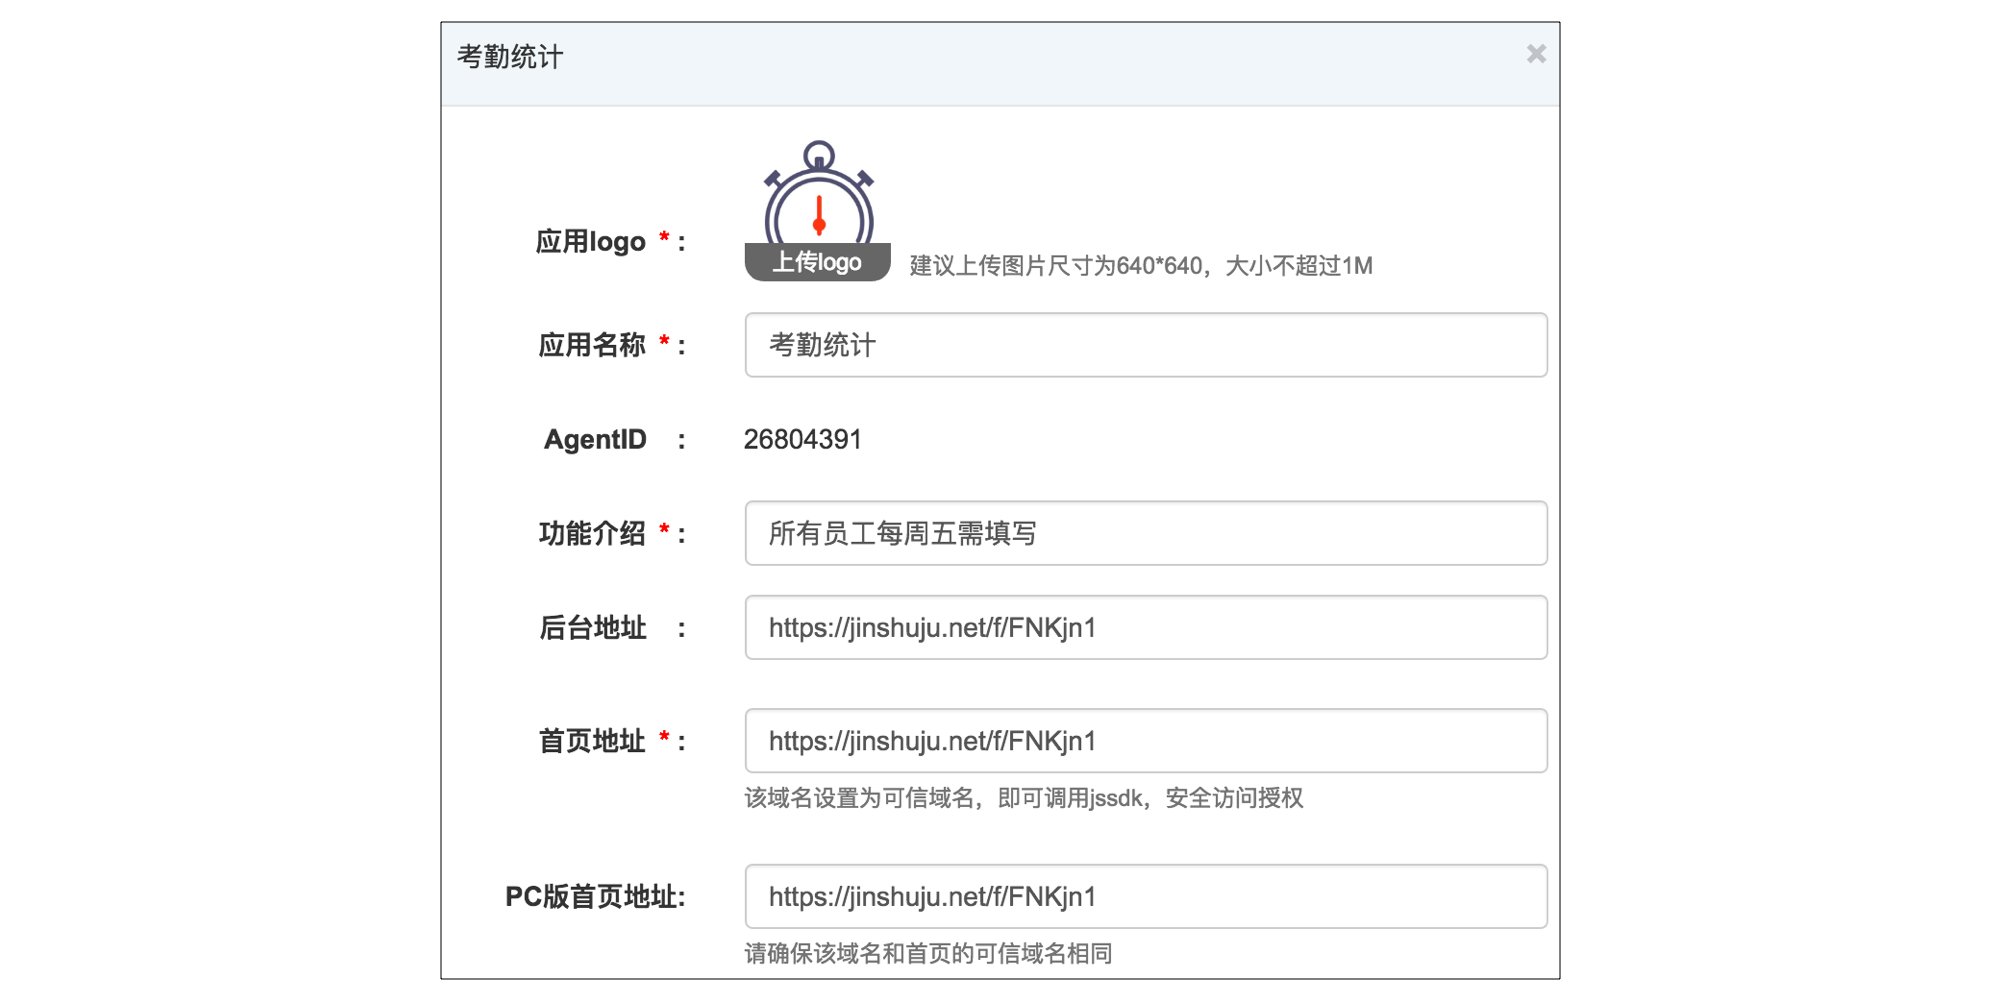 考勤统计
应用logo * :
上传logo
建议上传图片尺寸为640*640，大小不超过1M
应用名称 * : 考勤统计
AgentID : 26804391
功能介绍 * : 所有员工每周五需填写
后台地址 : https://jinshuju.net/f/FNKjn1
首页地址 * : https://jinshuju.net/f/FNKjn1
该域名设置为可信域名，即可调用jssdk，安全访问授权
PC版首页地址: https://jinshuju.net/f/FNKjn1
请确保该域名和首页的可信域名相同